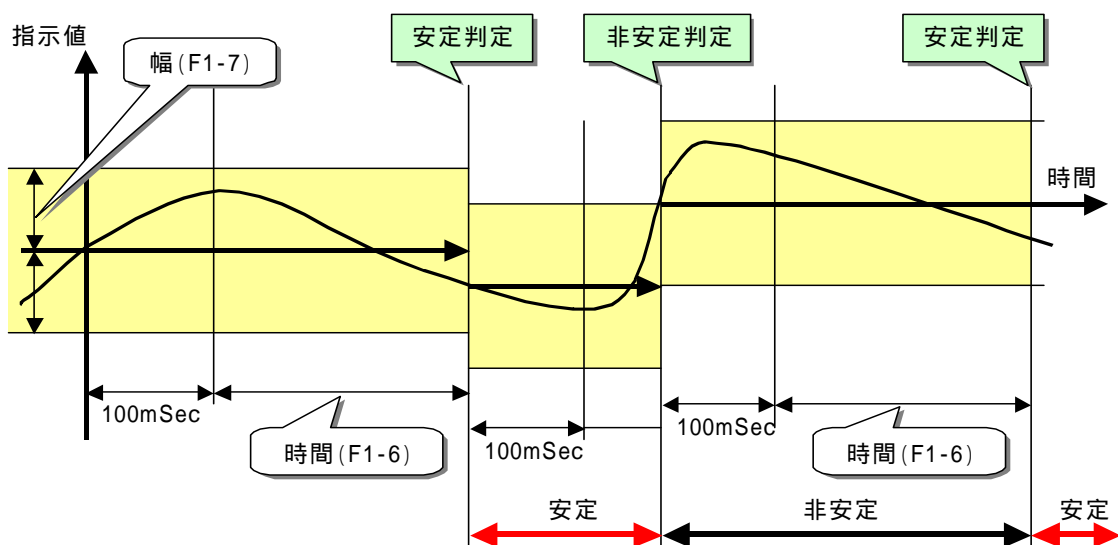 指示値
幅(F1-7)
安定判定
非安定判定
安定判定
時間
100mSec
時間(F1-6)
100mSec
100mSec
時間(F1-6)
安定
非安定
安定